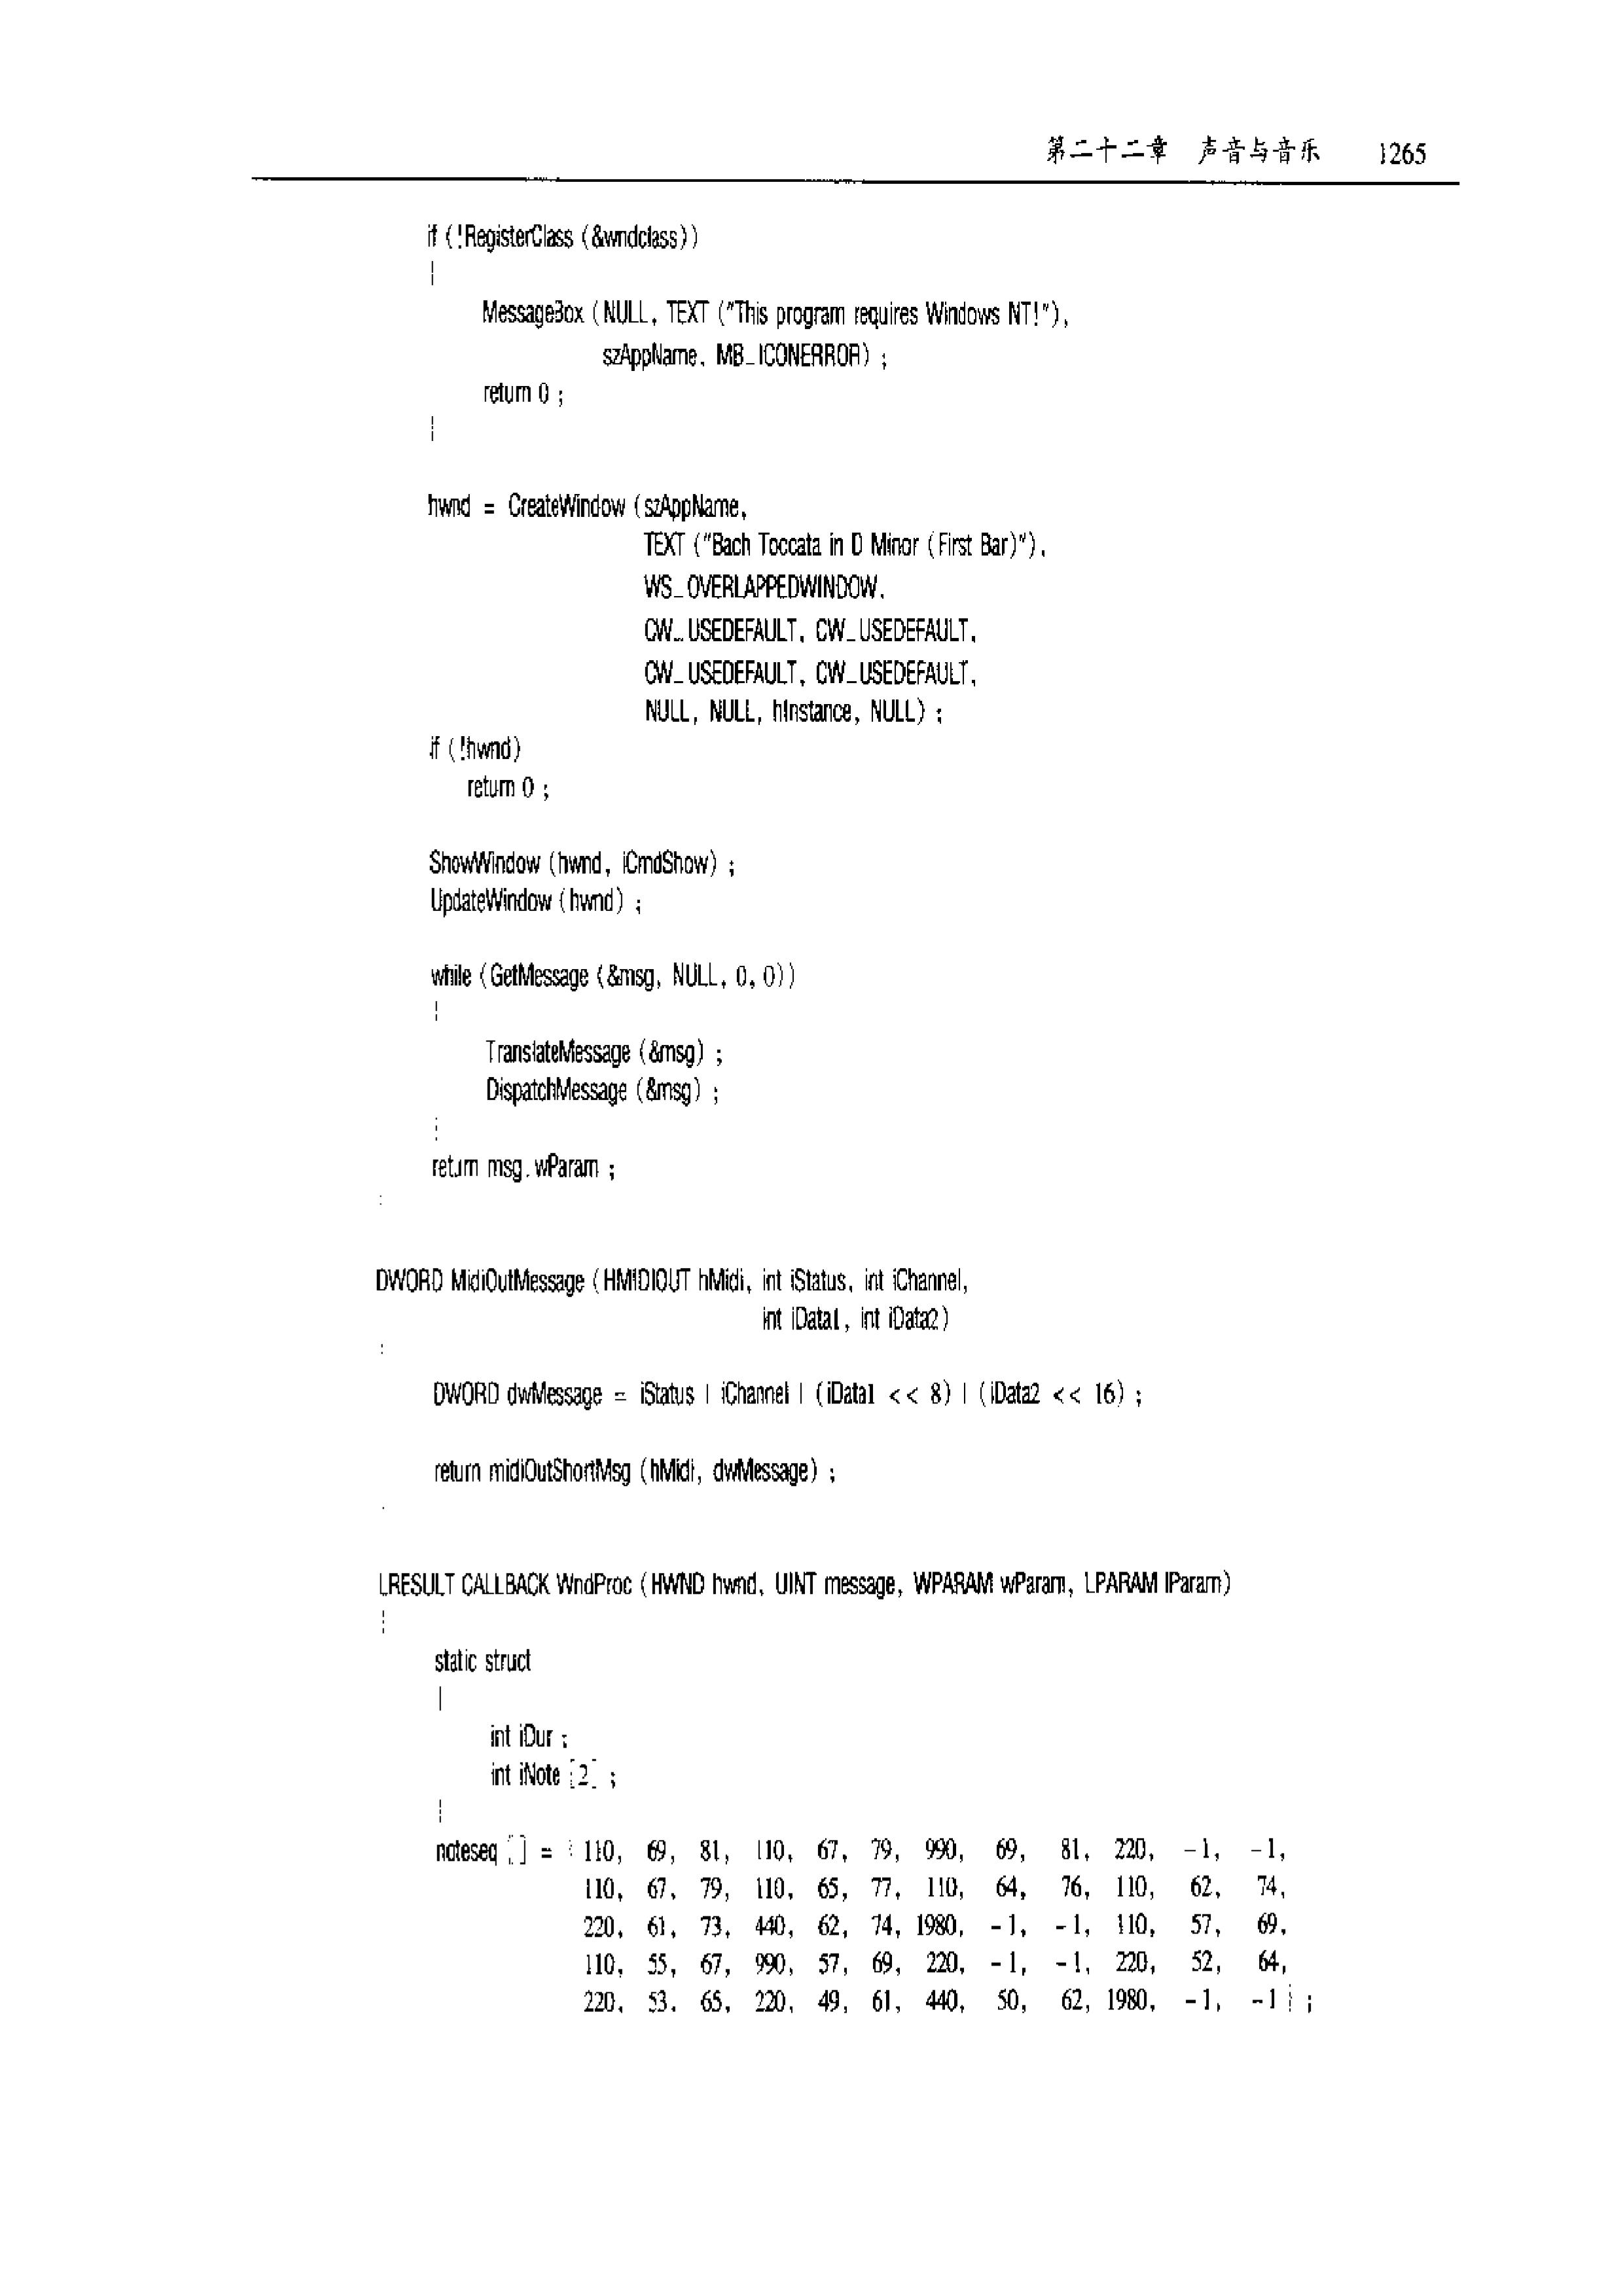 第二十二章 声音与音乐 1265
if (!RegisterClass (&wndclass))
{
MessageBox (NULL, TEXT ("This program requires Windows NT!"),
szAppName, MB_ICONERROR) ;
return 0 ;
}
hwnd = CreateWindow (szAppName,
TEXT ("Bach Toccata in D Minor (First Bar)"),
WS_OVERLAPPEDWINDOW,
CW_USEDEFAULT, CW_USEDEFAULT,
CW_USEDEFAULT, CW_USEDEFAULT,
NULL, NULL, hInstance, NULL) ;
if (!hwnd)
return 0 ;
ShowWindow (hwnd, iCmdShow) ;
UpdateWindow (hwnd) ;
while (GetMessage (&msg, NULL, 0, 0))
{
TranslateMessage (&msg) ;
DispatchMessage (&msg) ;
}
return msg.wParam ;
}
DWORD MidiOutMessage (HMIDIOUT hMidi, int iStatus, int iChannel,
int iData1, int iData2)
{
DWORD dwMessage = iStatus | iChannel | (iData1 << 8) | (iData2 << 16) ;
return midiOutShortMsg (hMidi, dwMessage) ;
}
LRESULT CALLBACK WndProc (HWND hwnd, UINT message, WPARAM wParam, LPARAM lParam)
{
static struct
{
int iDur ;
int iNote [2] ;
}
noteseq [] = { 110, 69, 81, 110, 67, 79, 990, 69, 81, 220, -1, -1,
110, 67, 79, 110, 65, 77, 110, 64, 76, 110, 62, 74,
220, 61, 73, 440, 62, 74, 1980, -1, -1, 110, 57, 69,
110, 55, 67, 990, 57, 69, 220, -1, -1, 220, 52, 64,
220, 53, 65, 220, 49, 61, 440, 50, 62, 1980, -1, -1 } ;